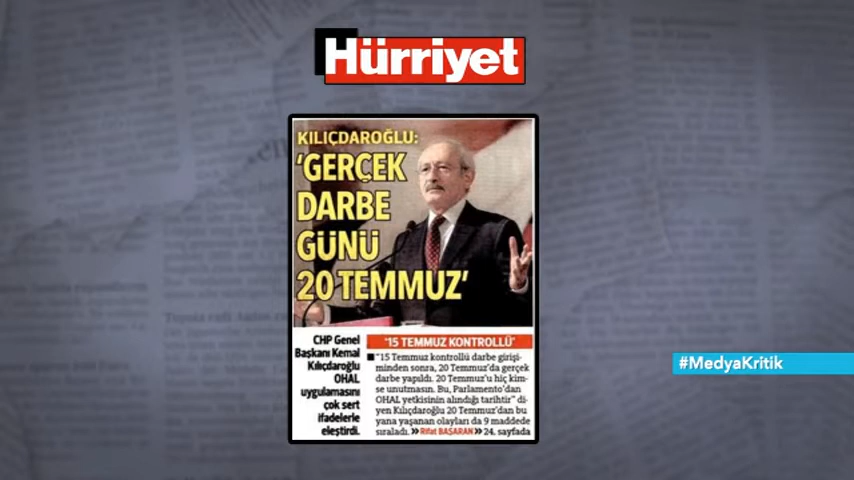 Hürriyet
KILIÇDAROĞLU:
'GERÇEK
DARBE
GÜNÜ
20 TEMMUZ'
CHP Genel
Başkanı Kemal
Kılıçdaroğlu
OHAL
uygulamasını
çok sert
ifadelerle
eleştirdi.
'15 TEMMUZ KONTROLLÜ'
"15 Temmuz kontrollü darbe girişi-
minden sonra, 20 Temmuz'da gerçek
darbe yapıldı. 20 Temmuz'u hiç kim-
se unutmasın. Bu, Parlamento'dan
OHAL yetkisinin alındığı tarihtir" di-
yen Kılıçdaroğlu 20 Temmuz'dan bu
yana yaşanan olayları da 9 maddede
sıraladı. »Rifat BAŞARAN» 24. sayfada
#MedyaKritik